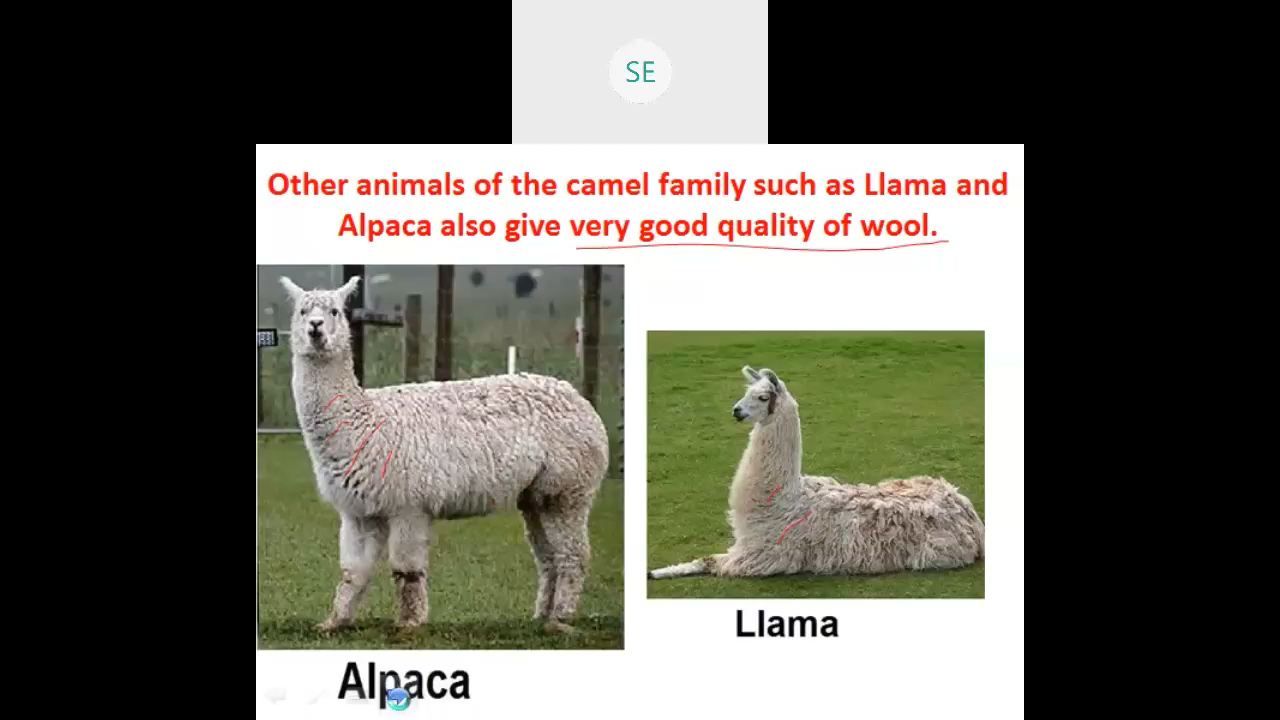 SE
Other animals of the camel family such as Llama and
Alpaca also give very good quality of wool.
Llama
Alpaca